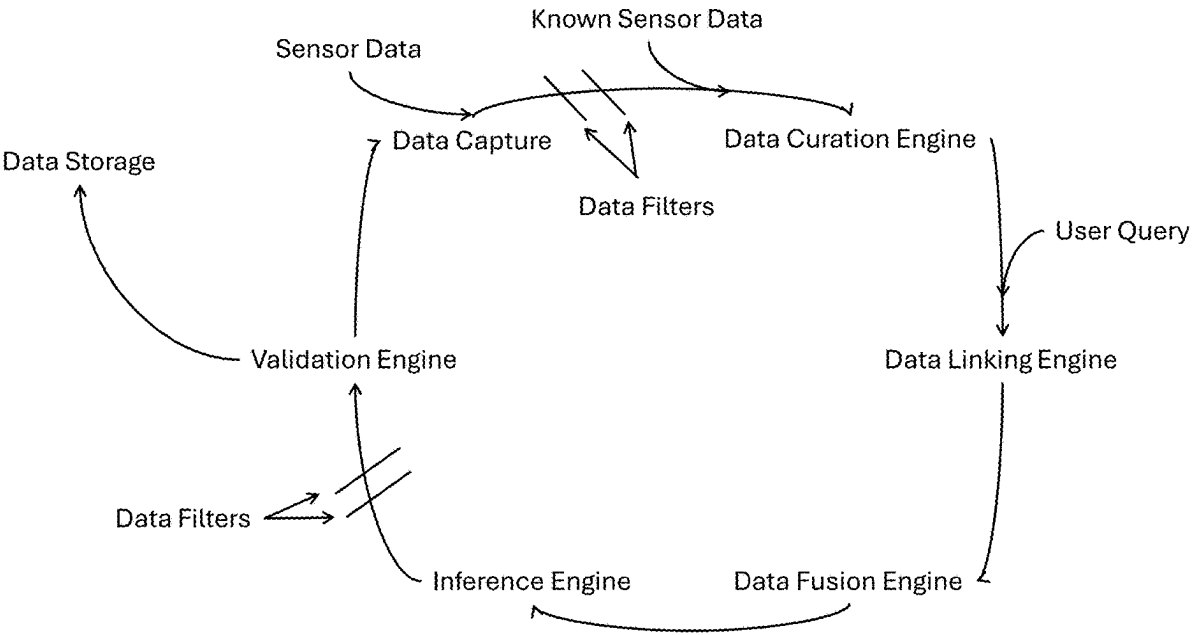 Known Sensor Data
Sensor Data
Data Capture
Data Curation Engine
Data Storage
Data Filters
User Query
Validation Engine
Data Linking Engine
Data Filters
Inference Engine
Data Fusion Engine